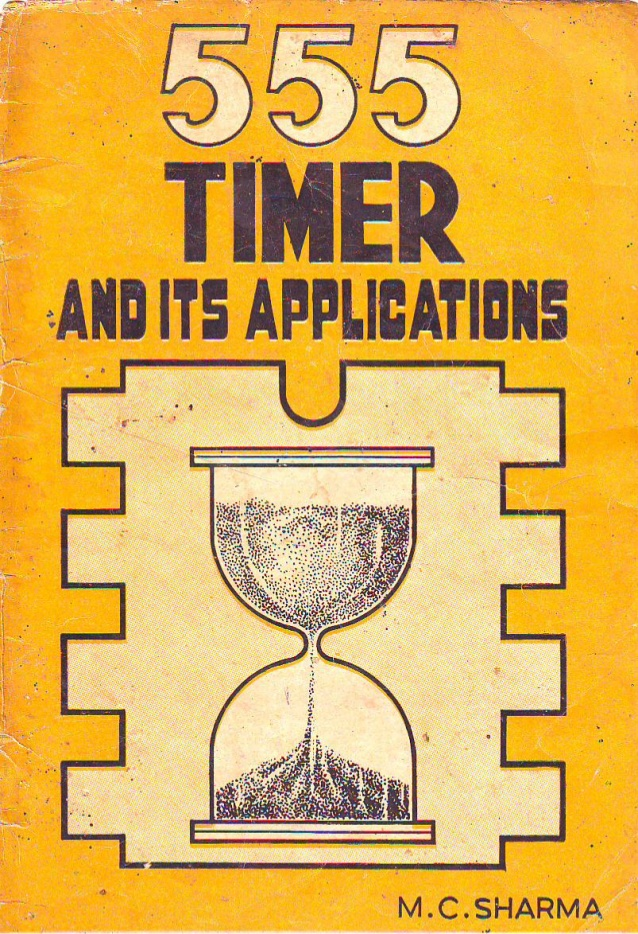 555
TIMER
AND ITS APPLICATIONS
M.C.SHARMA